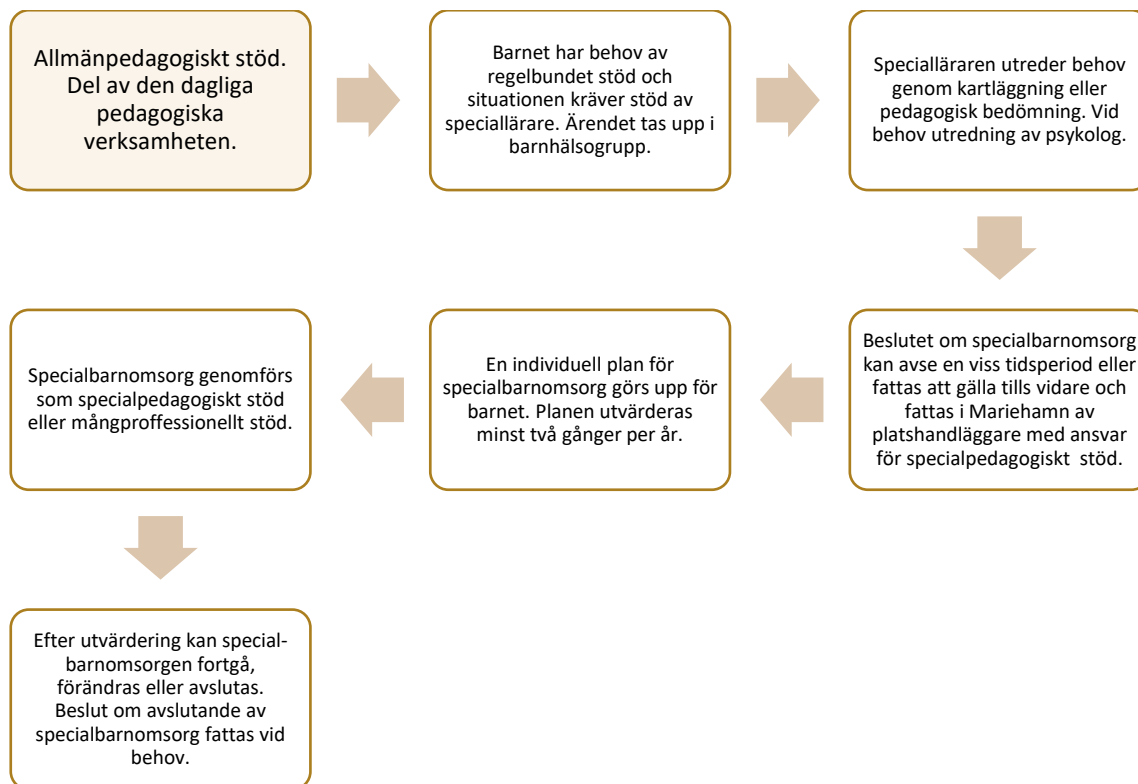 Allmänpedagogiskt stöd.
Del av den dagliga
pedagogiska
verksamheten.
Barnet har behov av
regelbundet stöd och
situationen kräver stöd av
speciallärare. Ärendet tas upp i
barnhälsogrupp.
Specialläraren utreder behov
genom kartläggning eller
pedagogisk bedömning. Vid
behov utredning av psykolog.
Beslutet om specialbarnomsorg
kan avse en viss tidsperiod eller
fattas att gälla tills vidare och
fattas i Mariehamn av
platshandläggare med ansvar
för specialpedagogiskt  stöd.
En individuell plan för
specialbarnomsorg görs upp för
barnet. Planen utvärderas
minst två gånger per år.
Specialbarnomsorg genomförs
som specialpedagogiskt stöd
eller mångproffessionellt stöd.
Efter utvärdering kan special-
barnomsorgen fortgå,
förändras eller avslutas.
Beslut om avslutande av
specialbarnomsorg fattas vid
behov.